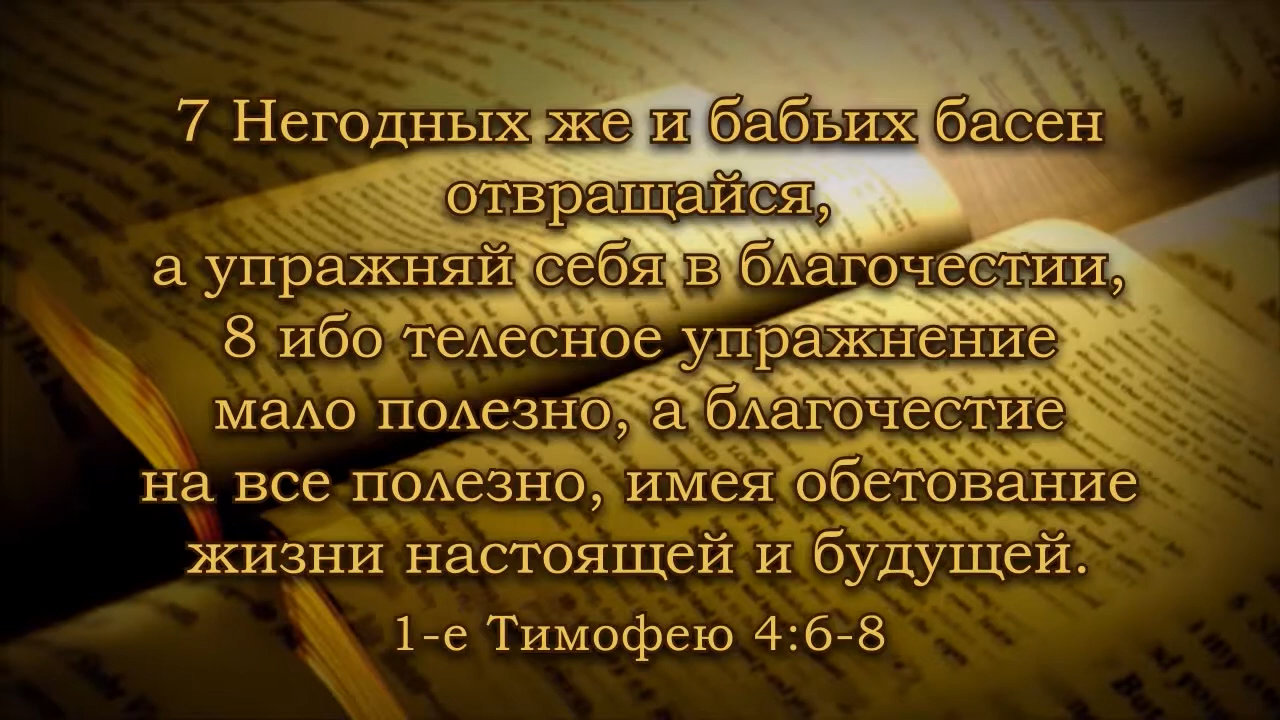 7 Негодных же и бабьих басен
отвращайся,
а упражняй себя в благочестии,
8 ибо телесное упражнение
мало полезно, а благочестие
на все полезно, имея обетование
жизни настоящей и будущей.
1-е Тимофею 4:6-8